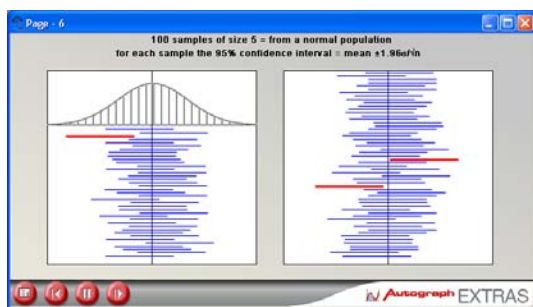 Page - 6
100 samples of size 5 = from a normal population
for each sample the 95% confidence interval = mean ±1.96σ/√n
Autograph EXTRAS